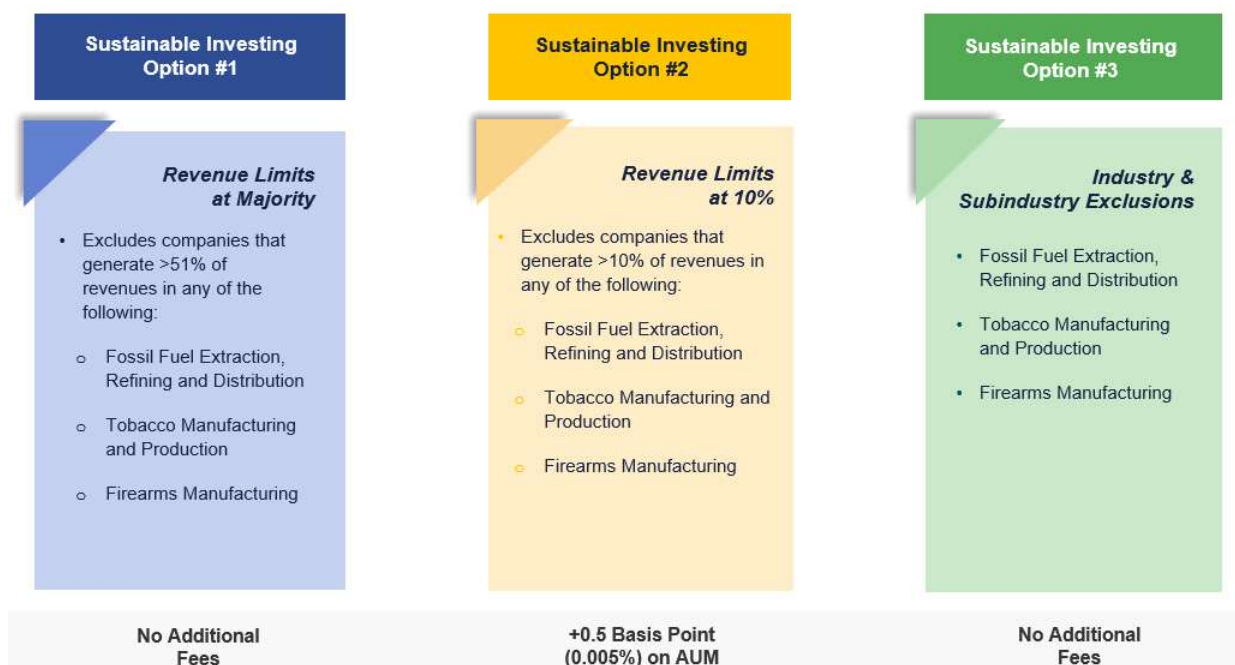 Sustainable Investing
Option #1
Revenue Limits
at Majority
• Excludes companies that
generate >51% of
revenues in any of the
following:
o Fossil Fuel Extraction,
Refining and Distribution
o Tobacco Manufacturing
and Production
o Firearms Manufacturing
No Additional
Fees
Sustainable Investing
Option #2
Revenue Limits
at 10%
• Excludes companies that
generate >10% of revenues in
any of the following:
o Fossil Fuel Extraction,
Refining and Distribution
o Tobacco Manufacturing and
Production
o Firearms Manufacturing
+0.5 Basis Point
(0.005%) on AUM
Sustainable Investing
Option #3
Industry &
Subindustry Exclusions
• Fossil Fuel Extraction,
Refining and Distribution
• Tobacco Manufacturing
and Production
• Firearms Manufacturing
No Additional
Fees